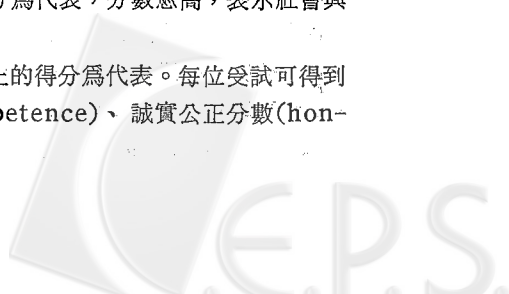 分爲代表，分數愈高，表示社會與
上的得分爲代表。每位受試可得到
petence)、誠實公正分數(hon-
CEPS